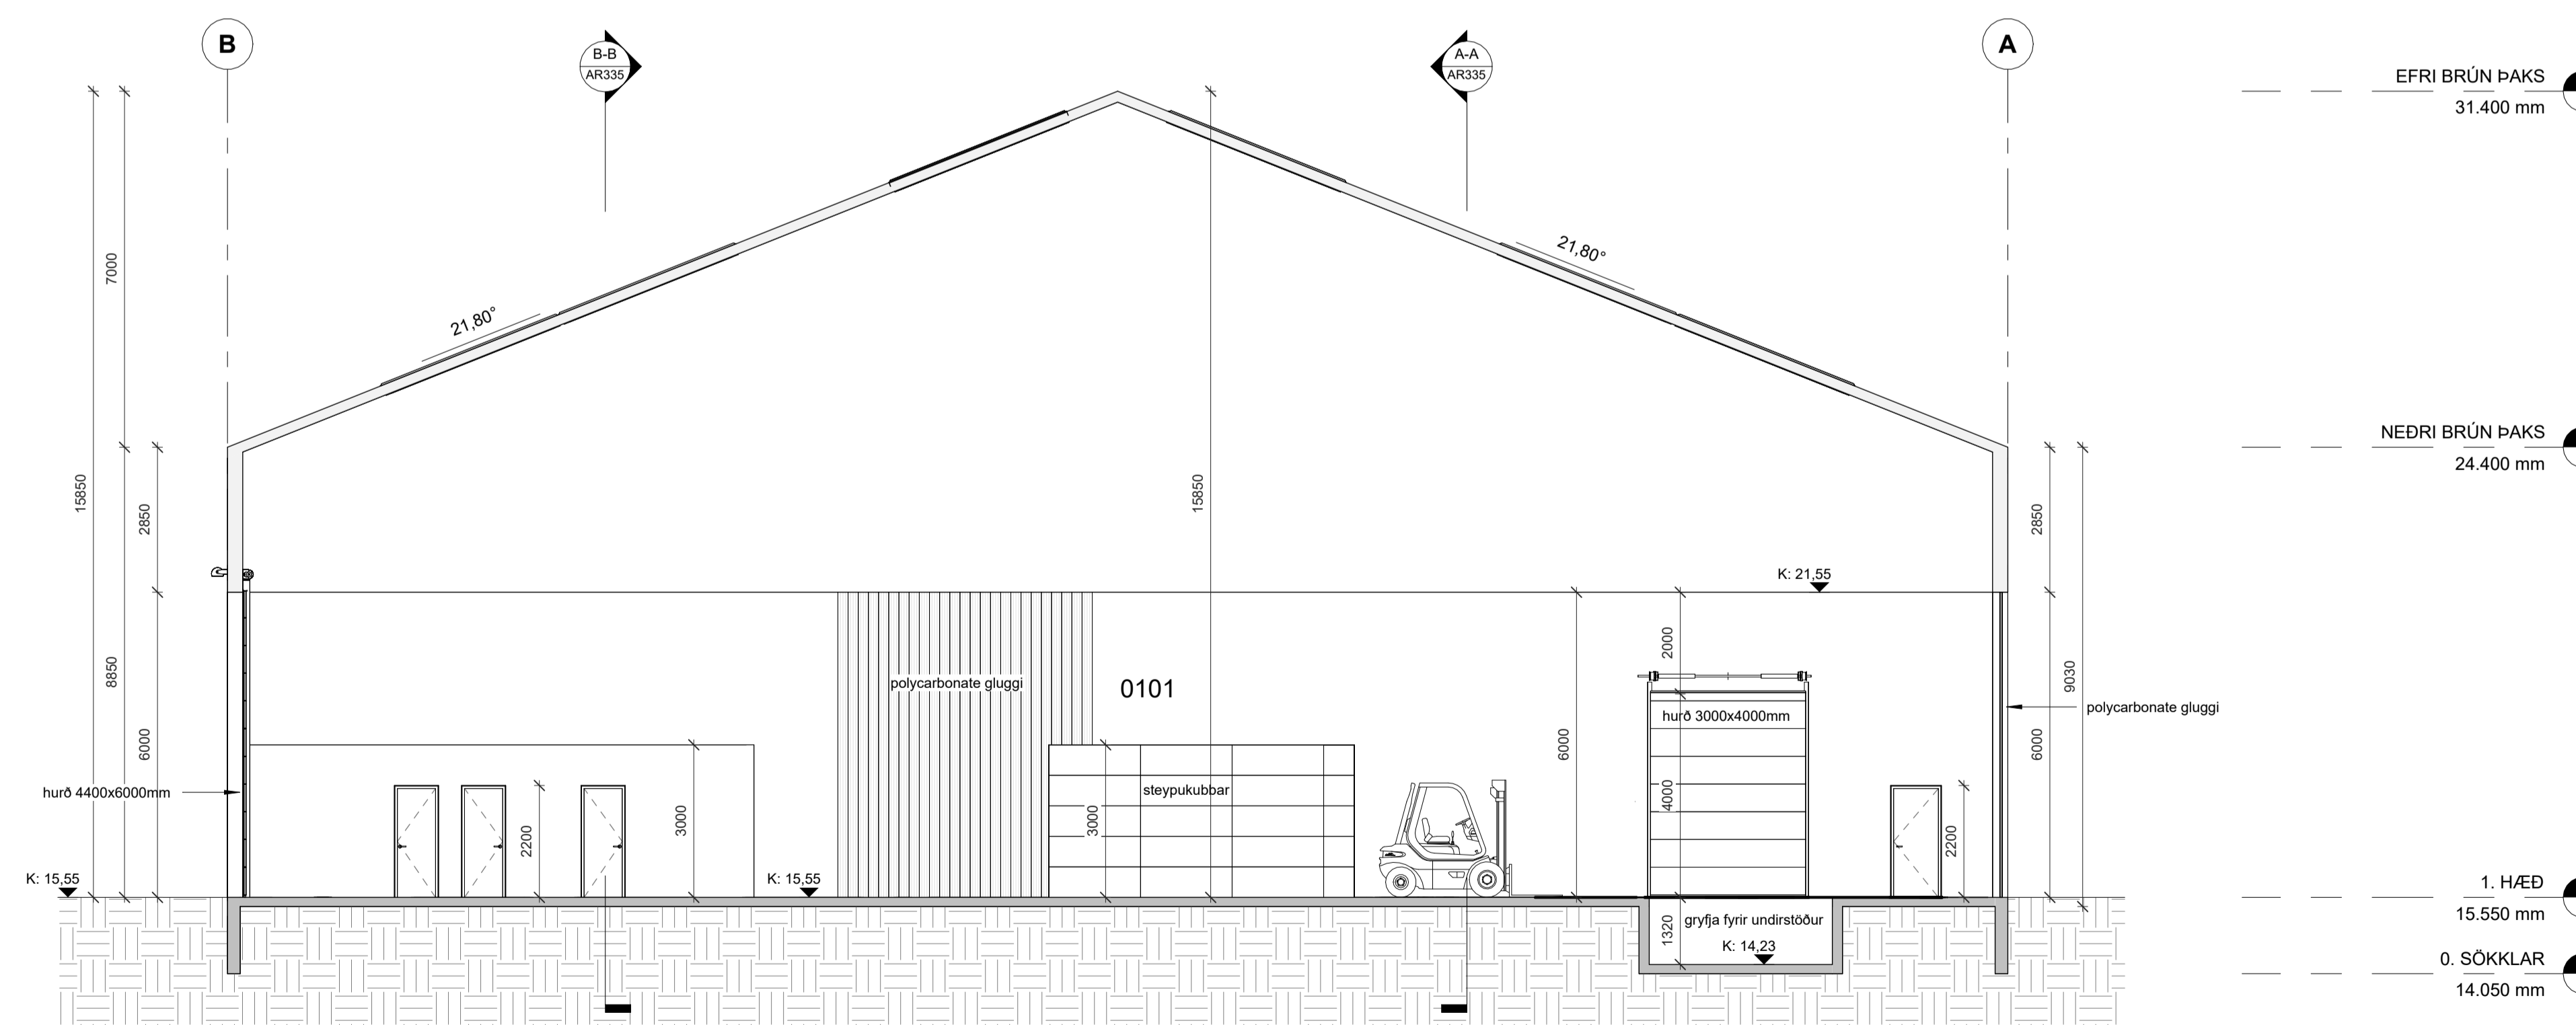 B
B-B
AR335
A-A
AR335
A
EFRI BRÚN ÞAKS
31.400 mm
21,80°
21,80°
7000
15850
15850
NEÐRI BRÚN ÞAKS
24.400 mm
2850
2850
K: 21,55
8850
6000
polycarbonate gluggi
0101
6000
2000
hurð 3000x4000mm
9030
6000
polycarbonate gluggi
hurð 4400x6000mm
2200
3000
3000
steypukubbar
4000
2200
K: 15,55
K: 15,55
1. HÆÐ
15.550 mm
1320
gryfja fyrir undirstöður
K: 14,23
0. SÖKKLAR
14.050 mm